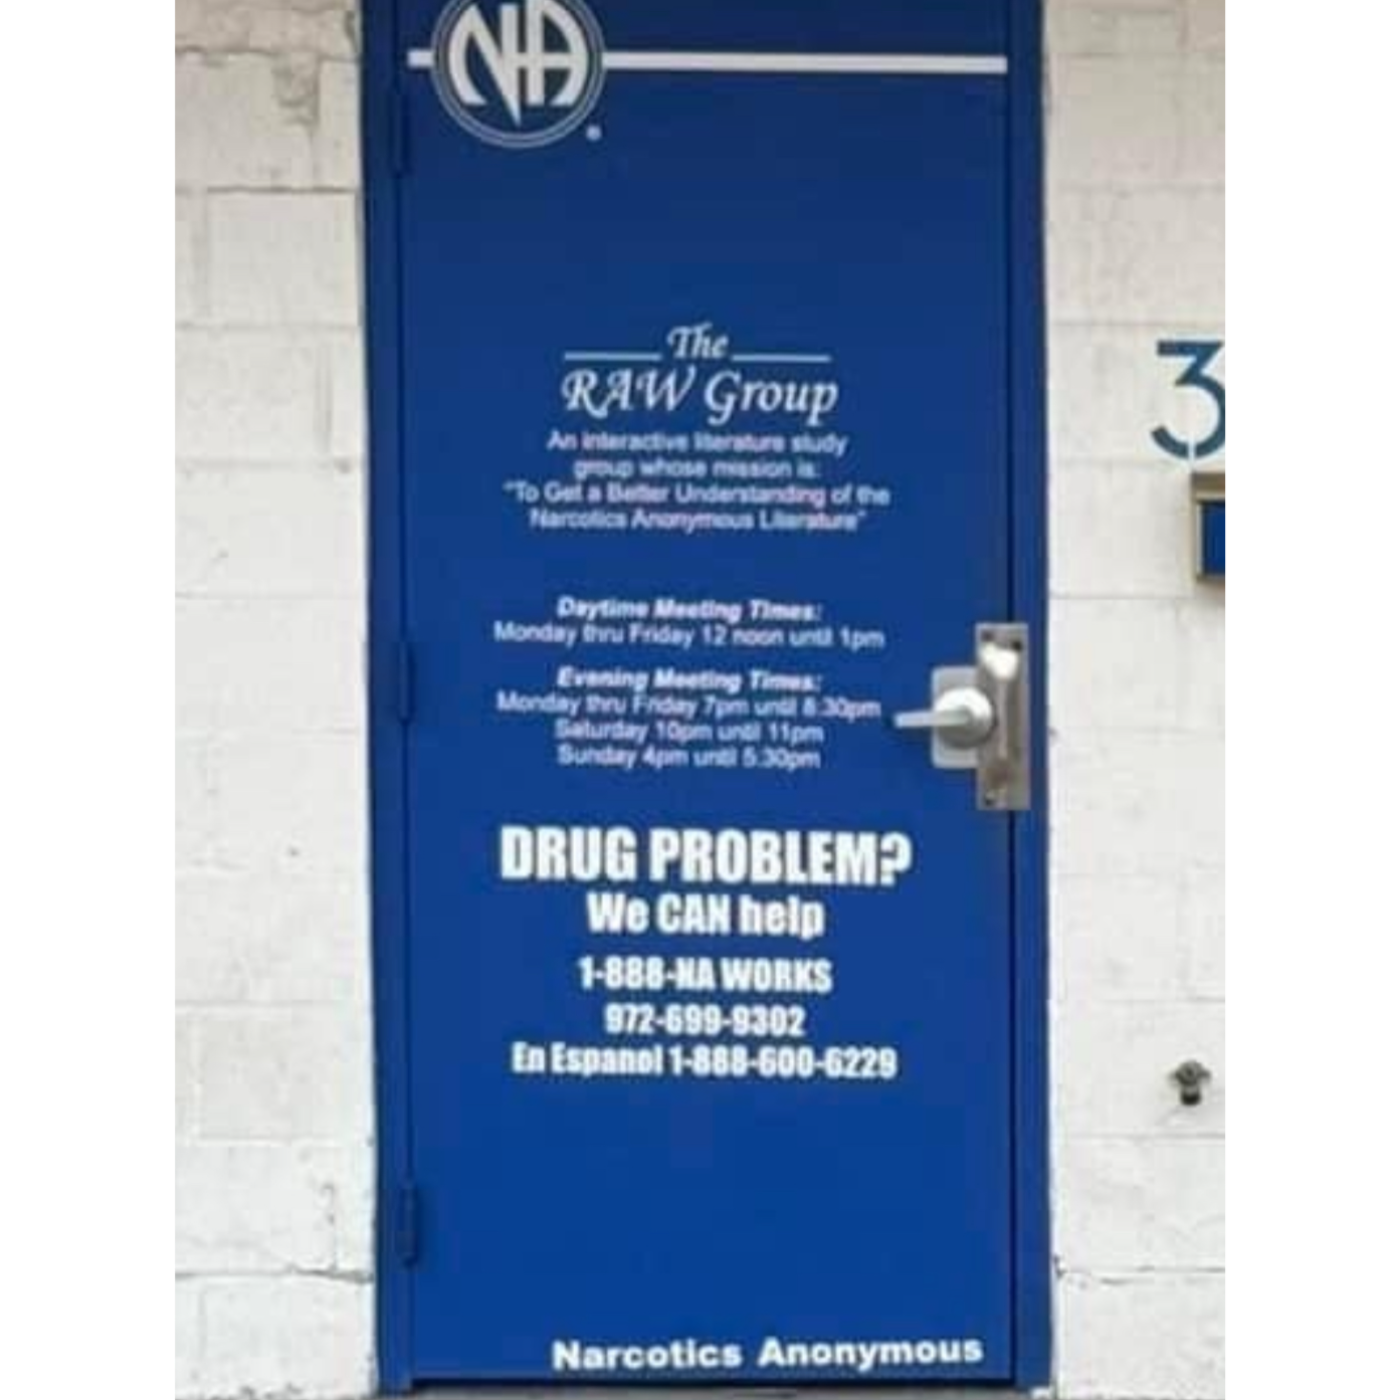 NA
®
3
The
RAW Group
An interactive literature study
group whose mission is:
"To Get a Better Understanding of the
Narcotics Anonymous Literature"
Daytime Meeting Times:
Monday thru Friday 12 noon until 1pm
Evening Meeting Times:
Monday thru Friday 7pm until 8:30pm
Saturday 10pm until 11pm
Sunday 4pm until 5:30pm
DRUG PROBLEM?
We CAN help
1-888-NA WORKS
972-699-9302
En Espanol 1-888-600-6229
Narcotics Anonymous